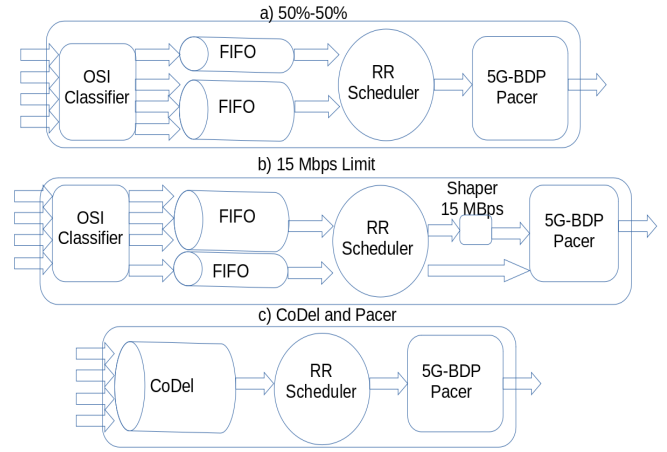 a) 50%-50%
OSI
Classifier
FIFO
FIFO
RR
Scheduler
5G-BDP
Pacer
b) 15 Mbps Limit
OSI
Classifier
FIFO
FIFO
RR
Scheduler
Shaper
15 MBps
5G-BDP
Pacer
c) CoDel and Pacer
CoDel
RR
Scheduler
5G-BDP
Pacer